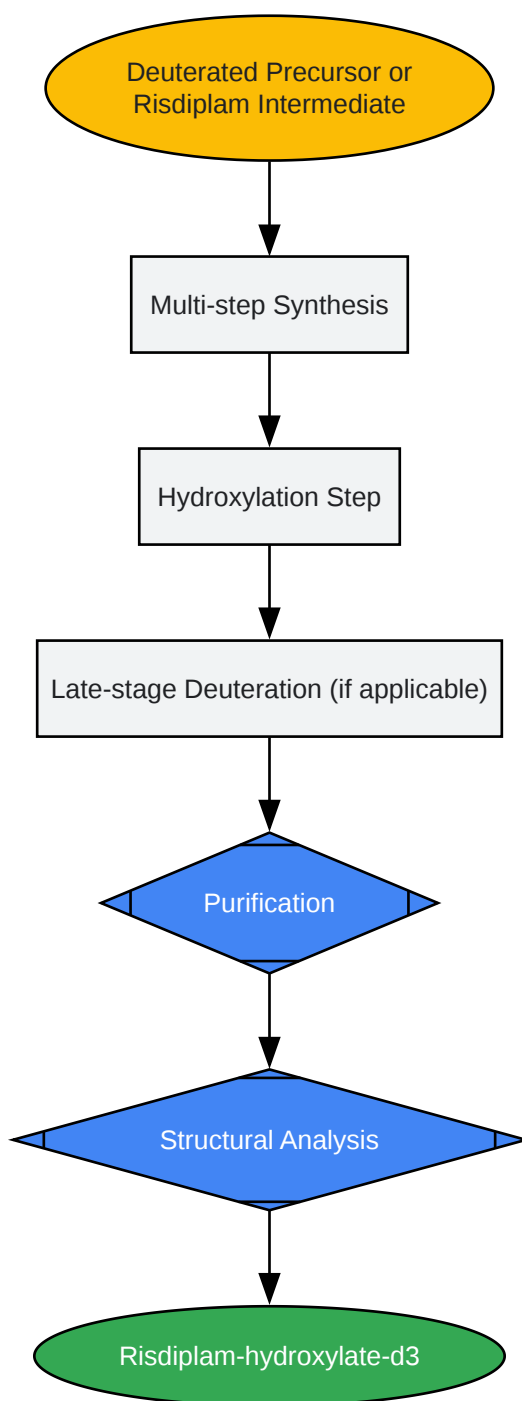 Deuterated Precursor or
Risdiplam Intermediate
Multi-step Synthesis
Hydroxylation Step
Late-stage Deuteration (if applicable)
Purification
Structural Analysis
Risdiplam-hydroxylate-d3